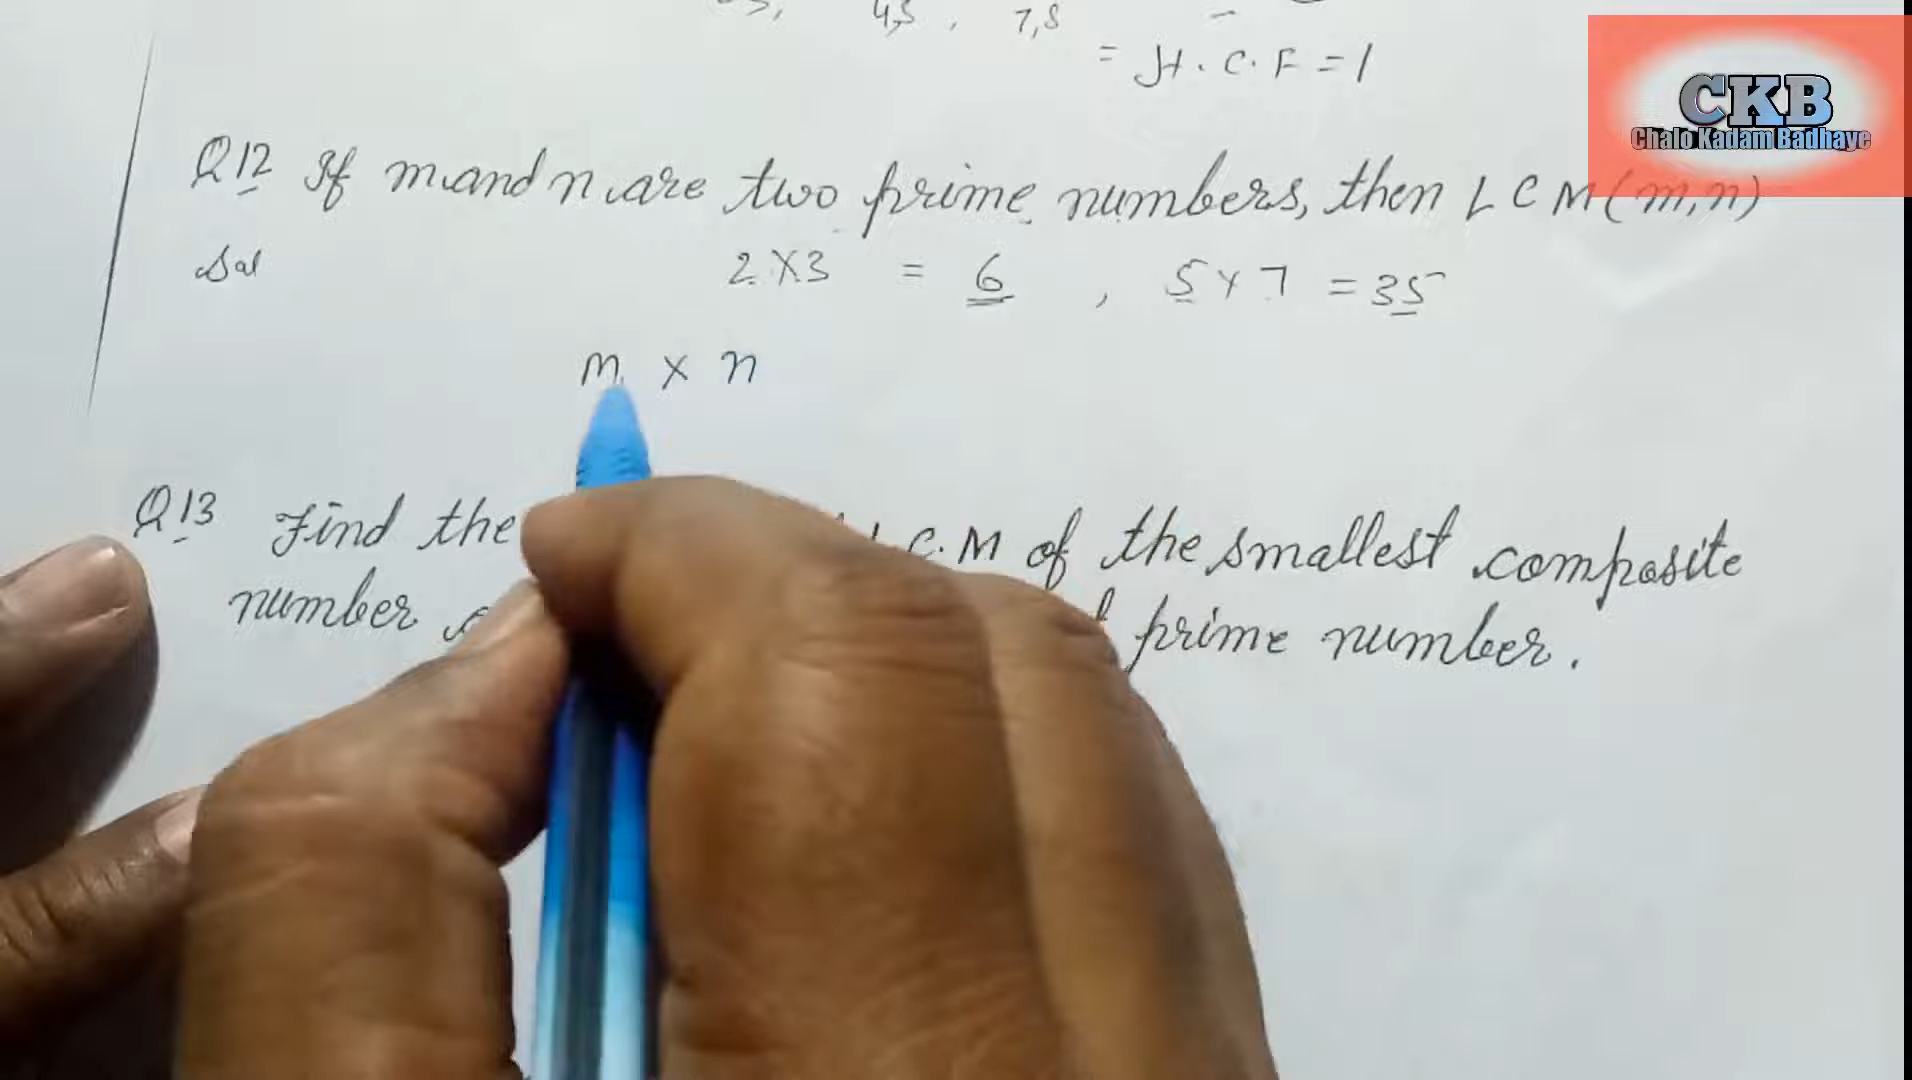 4,5, 7,8
= H.C.F = 1
CKB
Chalo Kadam Badhaye
Q12 If m and n are two prime numbers, then LCM(m,n)
Sol 2×3 = 6 , 5×7 = 35
m × n
Q13 Find the C.M of the smallest composite
number prime number.